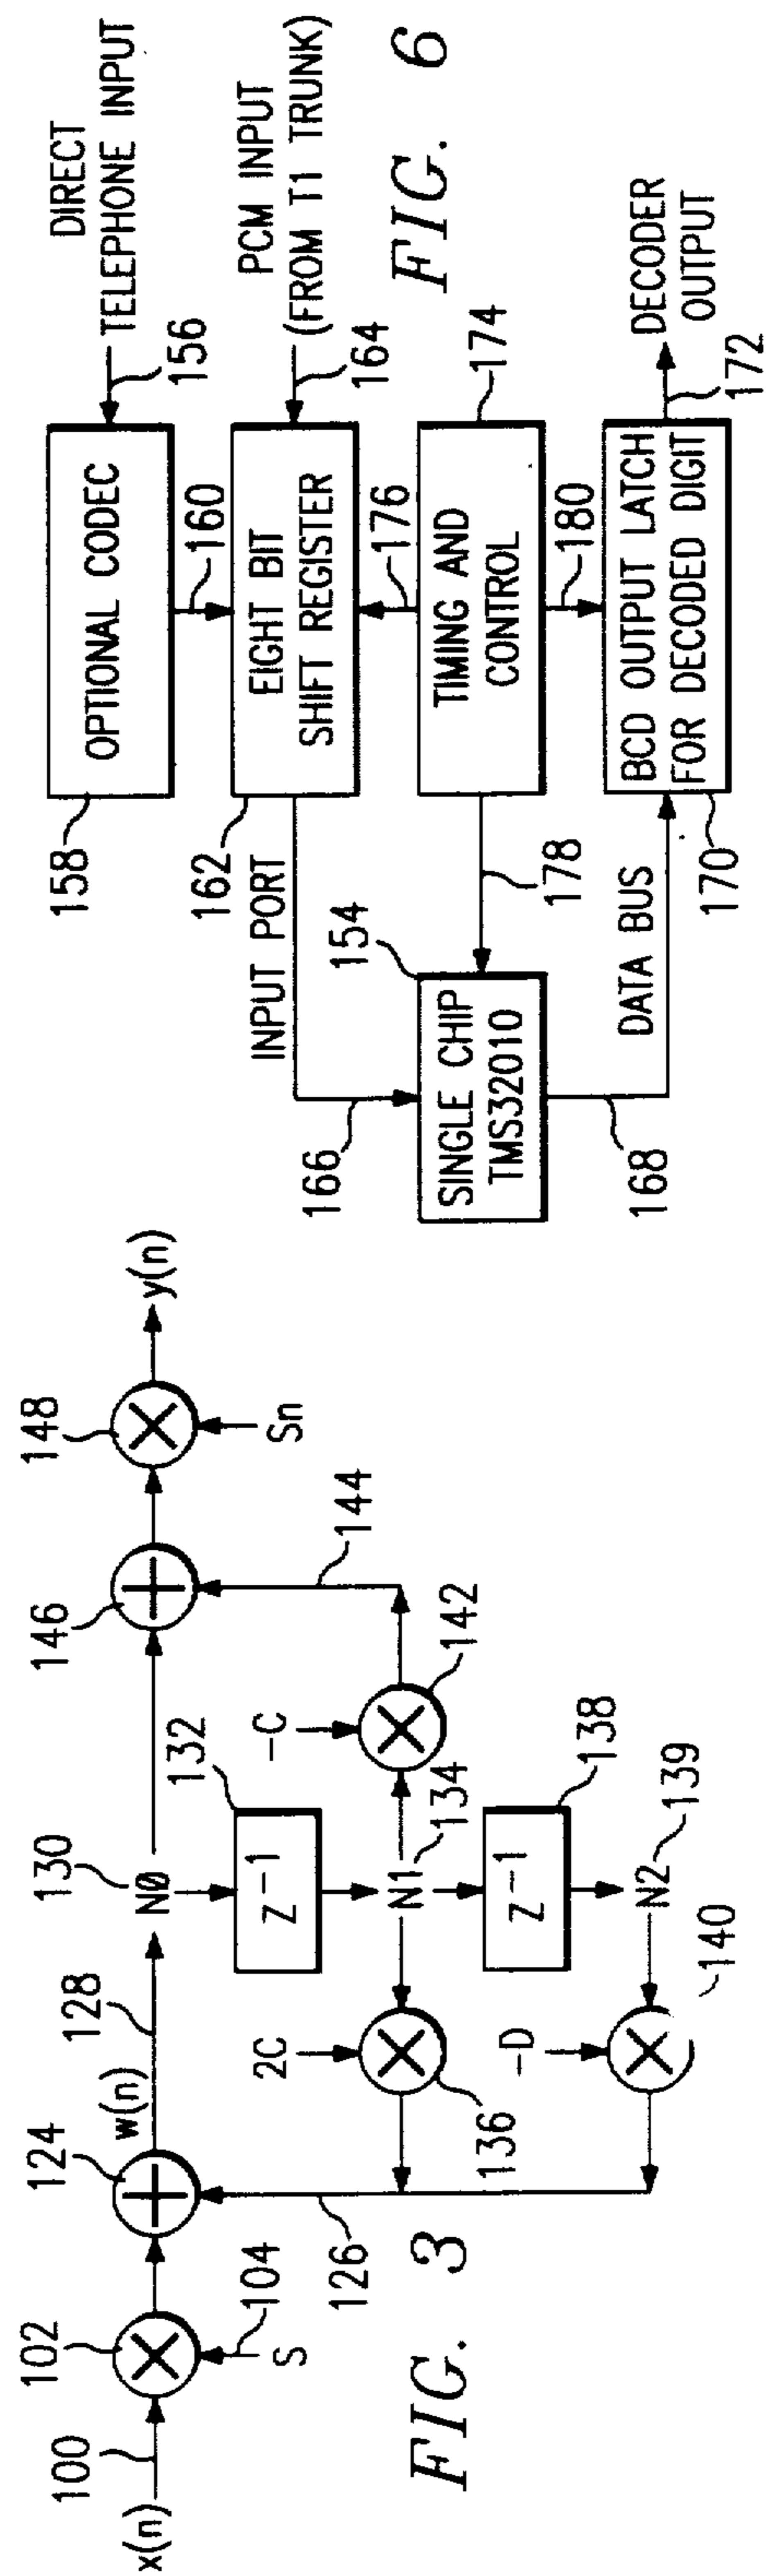 x(n)
100
102
104
S
124
126
w(n)
128
130
NØ
132
z⁻¹
N1
134
2C
136
-C
142
144
138
z⁻¹
N2
139
-D
140
146
148
Sn
y(n)
FIG. 3
DIRECT
TELEPHONE INPUT
156
158
OPTIONAL CODEC
160
PCM INPUT
(FROM T1 TRUNK)
164
162
EIGHT BIT
SHIFT REGISTER
INPUT PORT
166
176
174
TIMING AND
CONTROL
178
154
SINGLE CHIP
TMS32010
168
DATA BUS
180
BCD OUTPUT LATCH
FOR DECODED DIGIT
170
172
DECODER
OUTPUT
FIG. 6